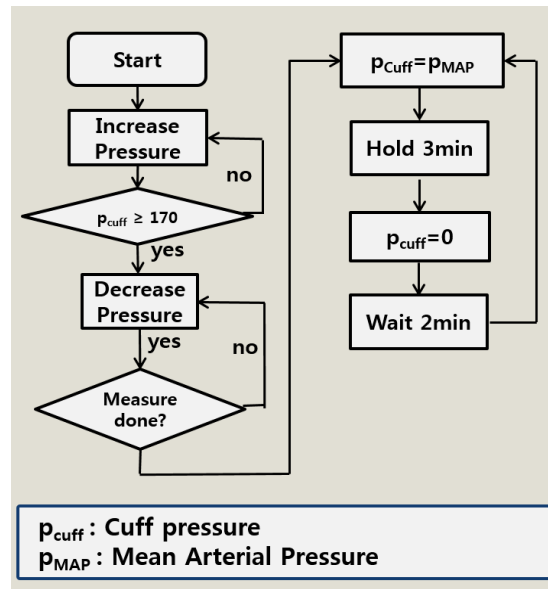 Start
Increase
Pressure
no
pcuff ≥ 170
yes
Decrease
Pressure
yes
no
Measure
done?
pCuff=pMAP
Hold 3min
pcuff=0
Wait 2min
pcuff : Cuff pressure
pMAP : Mean Arterial Pressure